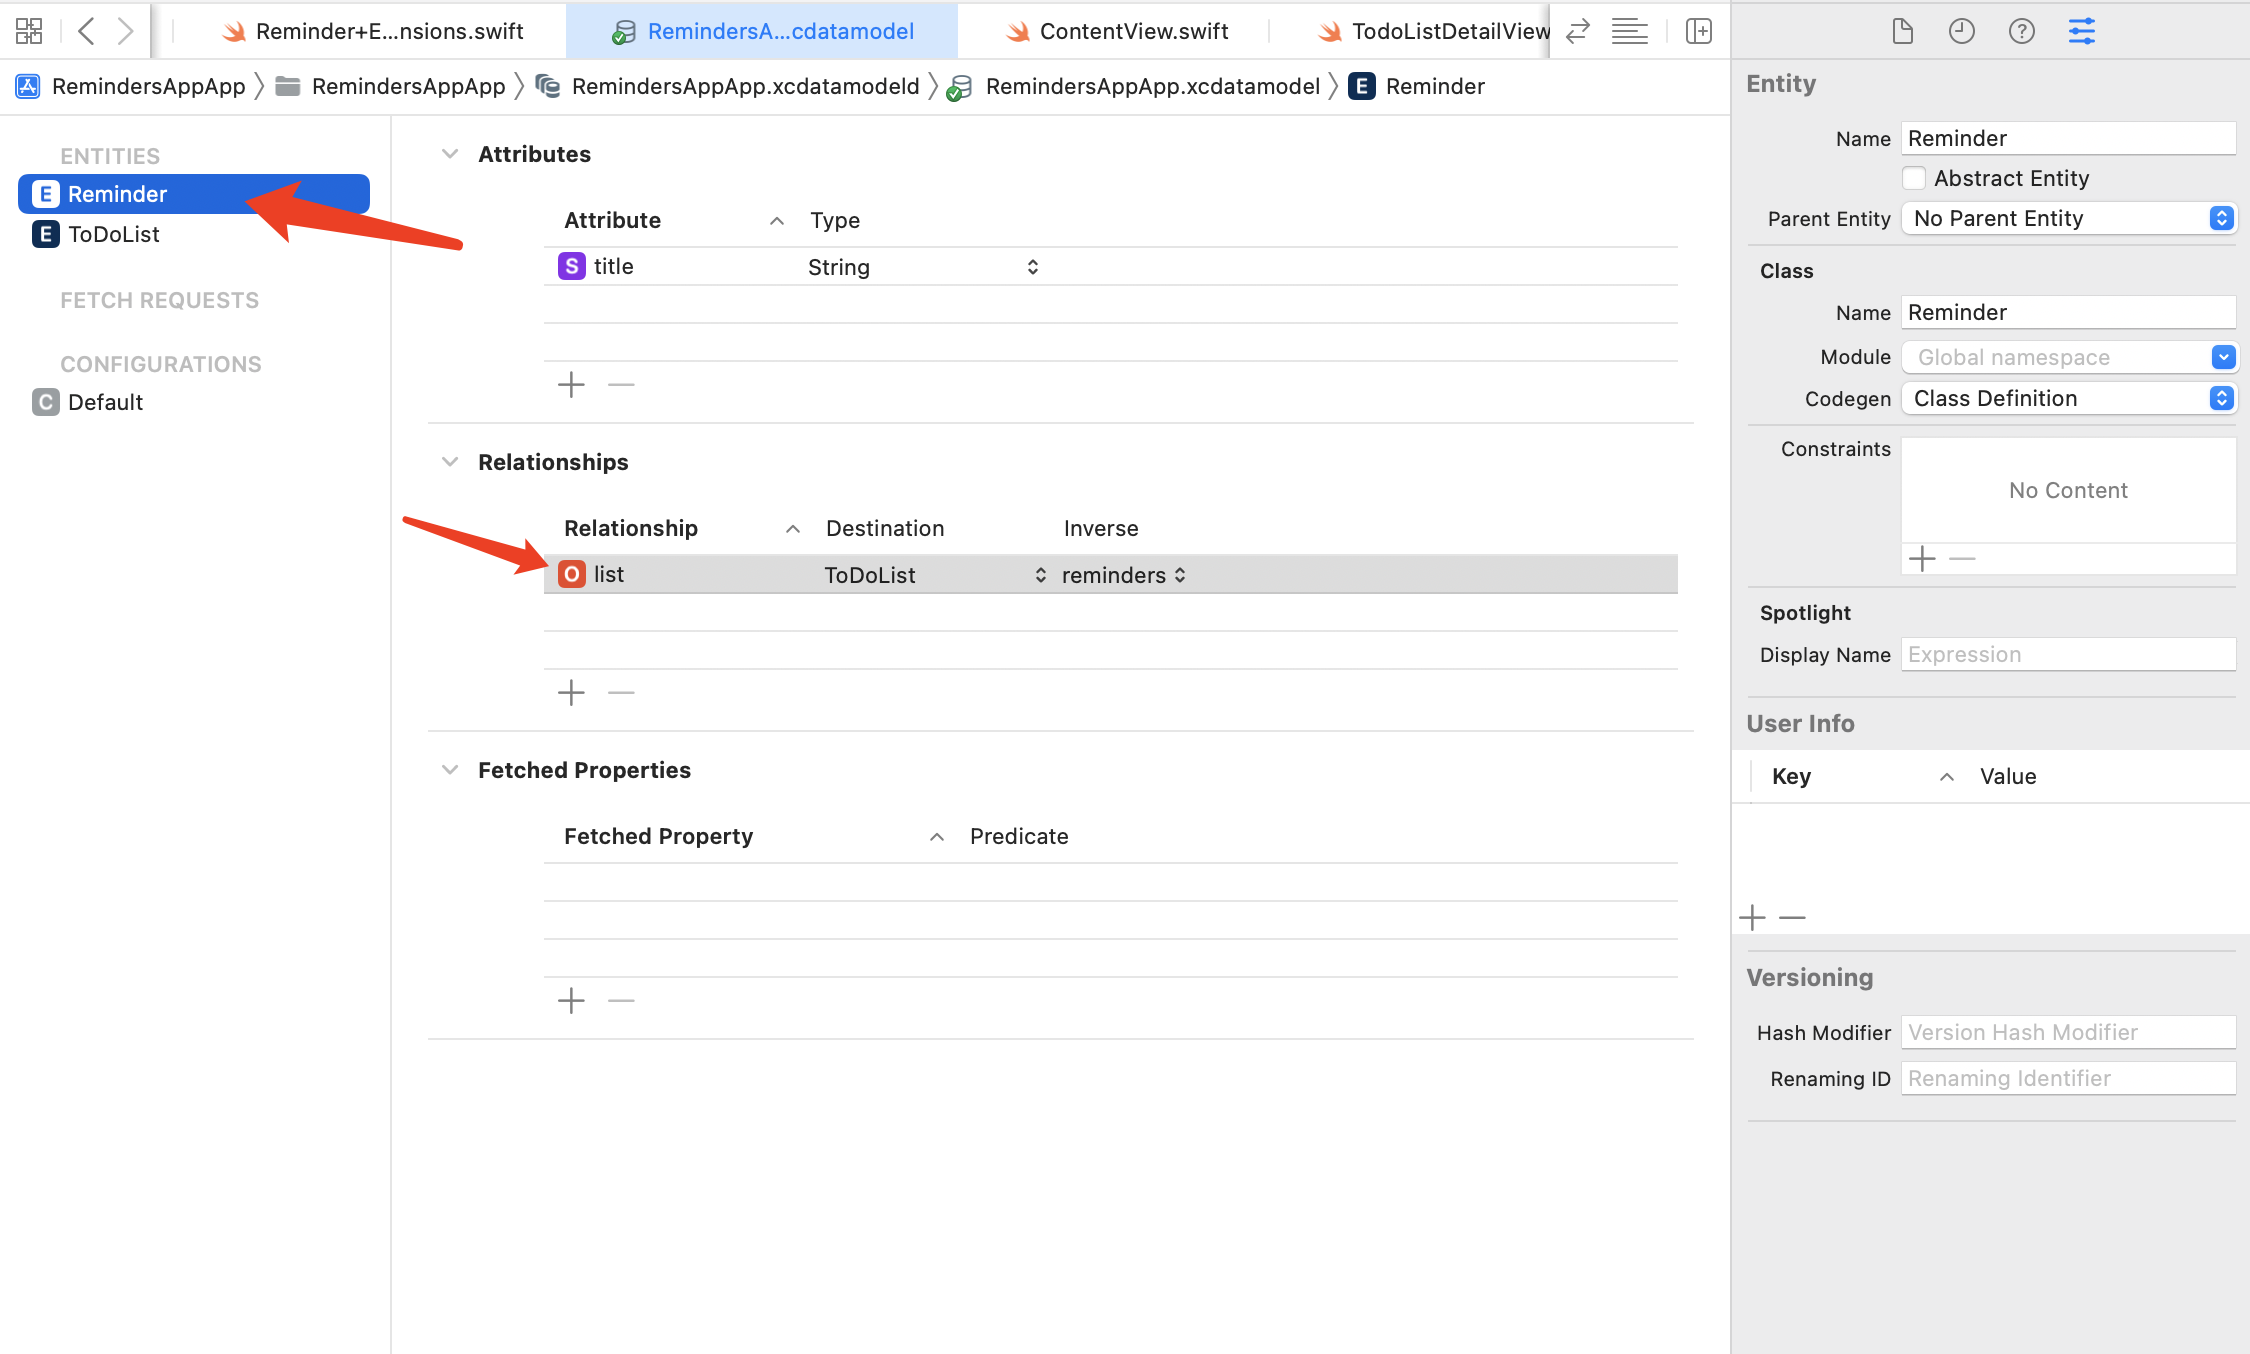 Reminder+E...nsions.swift
RemindersA...cdatamodel
ContentView.swift
TodoListDetailView
RemindersAppApp
RemindersAppApp
RemindersAppApp.xcdatamodeld
RemindersAppApp.xcdatamodel
E Reminder
ENTITIES
E Reminder
E ToDoList
FETCH REQUESTS
CONFIGURATIONS
C Default
Attributes
Attribute Type
S title String
Relationships
Relationship Destination Inverse
O list ToDoList reminders
Fetched Properties
Fetched Property Predicate
Entity
Name Reminder
Abstract Entity
Parent Entity No Parent Entity
Class
Name Reminder
Module Global namespace
Codegen Class Definition
Constraints
No Content
Spotlight
Display Name Expression
User Info
Key Value
Versioning
Hash Modifier Version Hash Modifier
Renaming ID Renaming Identifier